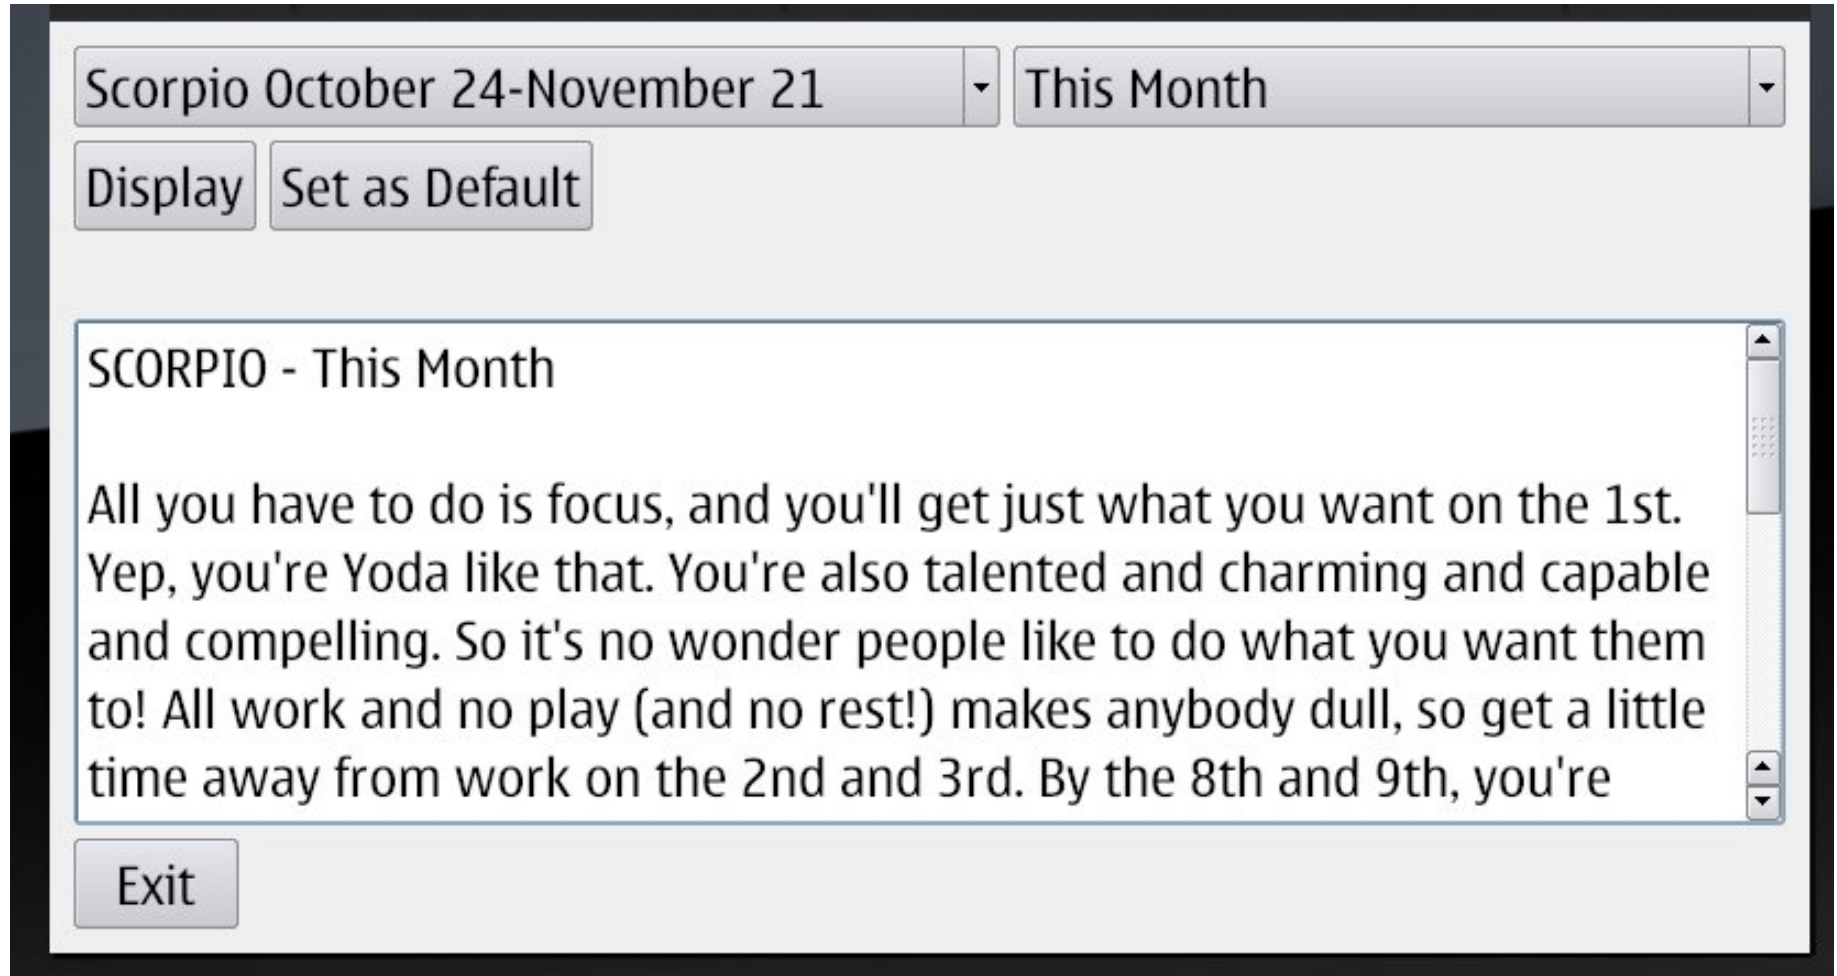 Scorpio October 24-November 21
This Month
Display
Set as Default
SCORPIO - This Month
All you have to do is focus, and you'll get just what you want on the 1st.
Yep, you're Yoda like that. You're also talented and charming and capable
and compelling. So it's no wonder people like to do what you want them
to! All work and no play (and no rest!) makes anybody dull, so get a little
time away from work on the 2nd and 3rd. By the 8th and 9th, you're
Exit